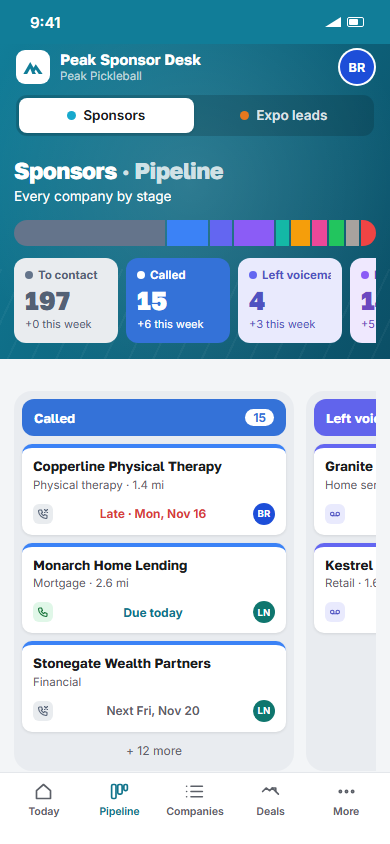 9:41
Peak Sponsor Desk
Peak Pickleball
BR
Sponsors
Expo leads
Sponsors · Pipeline
Every company by stage
To contact
197
+0 this week
Called
15
+6 this week
Left voicema
4
+3 this week
+5
Called
15
Left voic
Copperline Physical Therapy
Physical therapy · 1.4 mi
Late · Mon, Nov 16
BR
Monarch Home Lending
Mortgage · 2.6 mi
Due today
LN
Stonegate Wealth Partners
Financial
Next Fri, Nov 20
LN
+ 12 more
Granite
Home ser
Kestrel
Retail · 1.6
Today
Pipeline
Companies
Deals
More